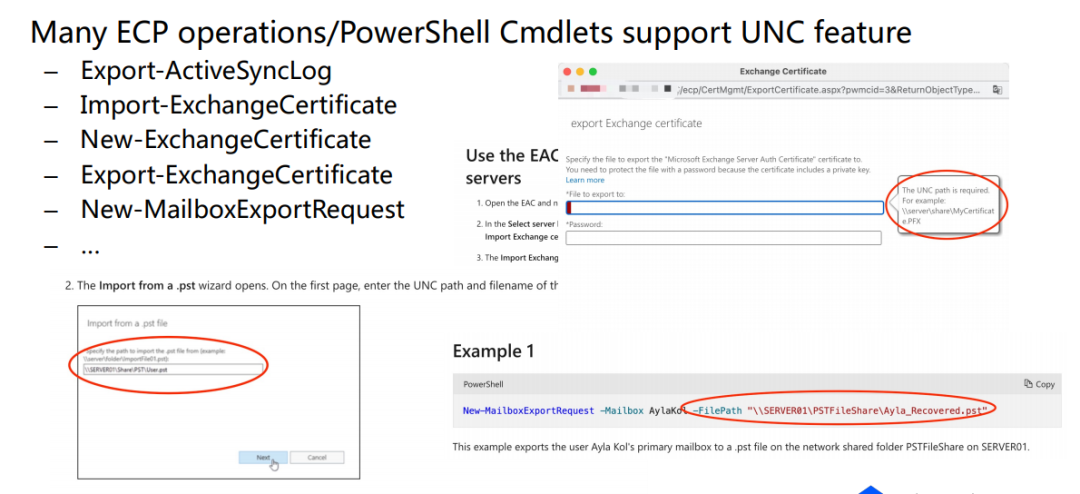 Many ECP operations/PowerShell Cmdlets support UNC feature
– Export-ActiveSyncLog
– Import-ExchangeCertificate
– New-ExchangeCertificate
– Export-ExchangeCertificate
– New-MailboxExportRequest
– ...
Exchange Certificate
/ecp/CertMgmt/ExportCertificate.aspx?pwmcid=3&ReturnObjectType...
export Exchange certificate
Use the EAC
servers
1. Open the EAC and n
2. In the Select server
Import Exchange ce
3. The Import Exchang
Specify the file to export the "Microsoft Exchange Server Auth Certificate" certificate to.
You need to protect the file with a password because the certificate includes a private key.
Learn more
*File to export to:
*Password:
The UNC path is required.
For example:
\\server\share\MyCertificat
e.PFX
2. The Import from a .pst wizard opens. On the first page, enter the UNC path and filename of th
Import from a .pst file
*Specify the path to import the .pst file from (example:
\\server\folder\ImportFile01.pst):
\\SERVER01\Share\PST\User.pst
Next
Cancel
Example 1
PowerShell
Copy
New-MailboxExportRequest -Mailbox AylaKol -FilePath "\\SERVER01\PSTFileShare\Ayla_Recovered.pst"
This example exports the user Ayla Kol's primary mailbox to a .pst file on the network shared folder PSTFileShare on SERVER01.